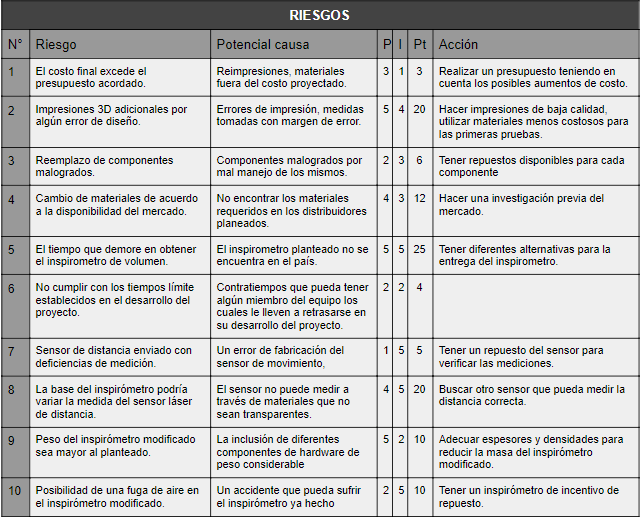 RIESGOS
N° Riesgo Potencial causa P I Pt Acción
1 El costo final excede el Reimpresiones, materiales 3 1 3 Realizar un presupuesto teniendo en
presupuesto acordado. fuera del costo proyectado. cuenta los posibles aumentos de costo.
2 Impresiones 3D adicionales por Errores de impresión, medidas 5 4 20 Hacer impresiones de baja calidad,
algún error de diseño. tomadas con margen de error. utilizar materiales menos costosos para
las primeras pruebas.
3 Reemplazo de componentes Componentes malogrados por 2 3 6 Tener repuestos disponibles para cada
malogrados. mal manejo de los mismos. componente
4 Cambio de materiales de acuerdo No encontrar los materiales 4 3 12 Hacer una investigación previa del
a la disponibilidad del mercado. requeridos en los distribuidores mercado.
planeados.
5 El tiempo que demore en obtener El inspirometro planteado no se 5 5 25 Tener diferentes alternativas para la
el inspirometro de volumen. encuentra en el país. entrega del inspirometro.
6 No cumplir con los tiempos límite Contratiempos que pueda tener 2 2 4
establecidos en el desarrollo del algún miembro del equipo los
proyecto. cuales le lleven a retrasarse en
su desarrollo del proyecto.
7 Sensor de distancia enviado con Un error de fabricación del 1 5 5 Tener un repuesto del sensor para
deficiencias de medición. sensor de movimiento, verificar las mediciones.
8 La base del inspirómetro podría El sensor no puede medir a 4 5 20 Buscar otro sensor que pueda medir la
variar la medida del sensor láser través de materiales que no distancia correcta.
de distancia. sean transparentes.
9 Peso del inspirómetro modificado La inclusión de diferentes 5 2 10 Adecuar espesores y densidades para
sea mayor al planteado. componentes de hardware de reducir la masa del inspirómetro
peso considerable modificado.
10 Posibilidad de una fuga de aire en Un accidente que pueda sufrir 2 5 10 Tener un inspirómetro de incentivo de
el inspirómetro modificado. el inspirómetro ya hecho repuesto.